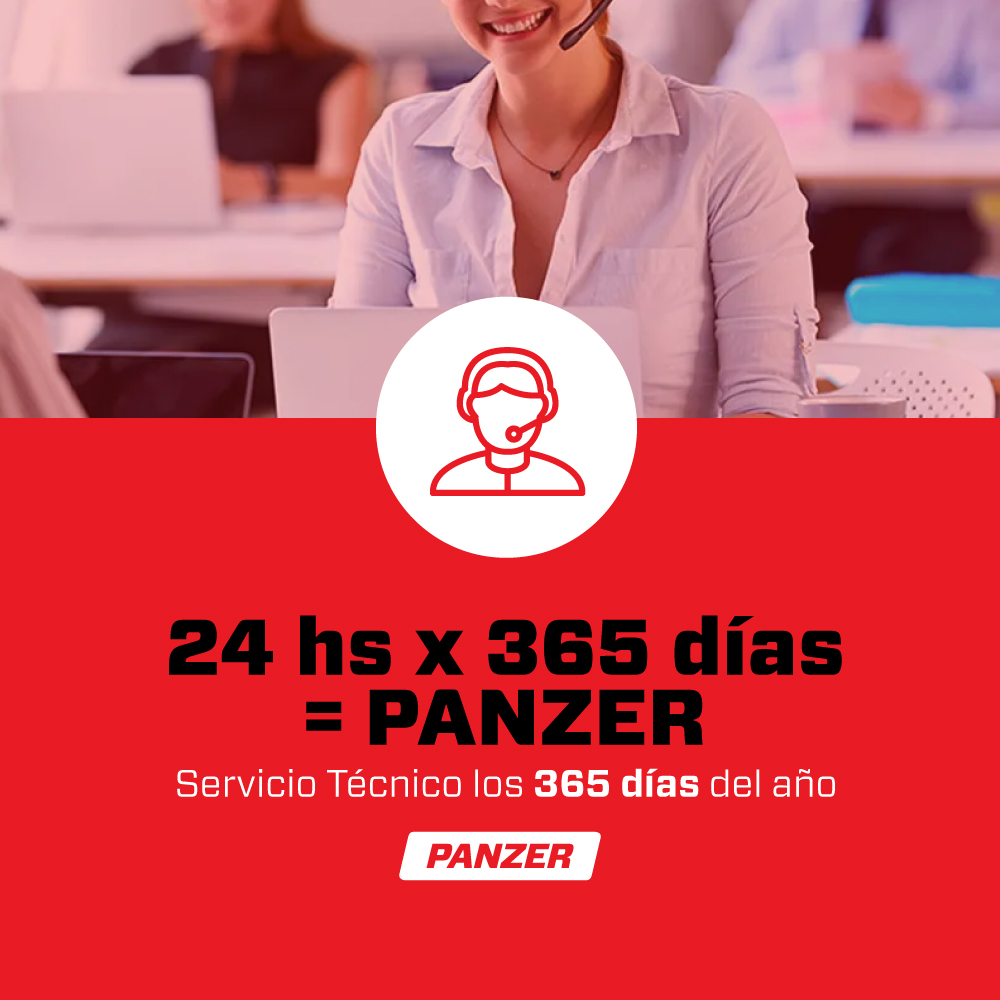 24 hs x 365 días
= PANZER
Servicio Técnico los 365 días del año
PANZER